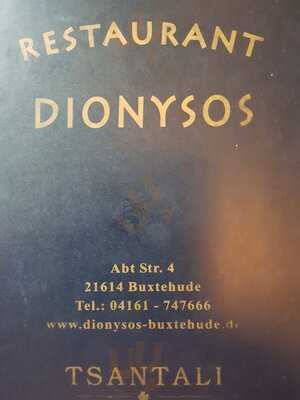 RESTAURANT
DIONYSOS
Abt Str. 4
21614 Buxtehude
Tel.: 04161 - 747666
www.dionysos-buxtehude.de
TSANTALI